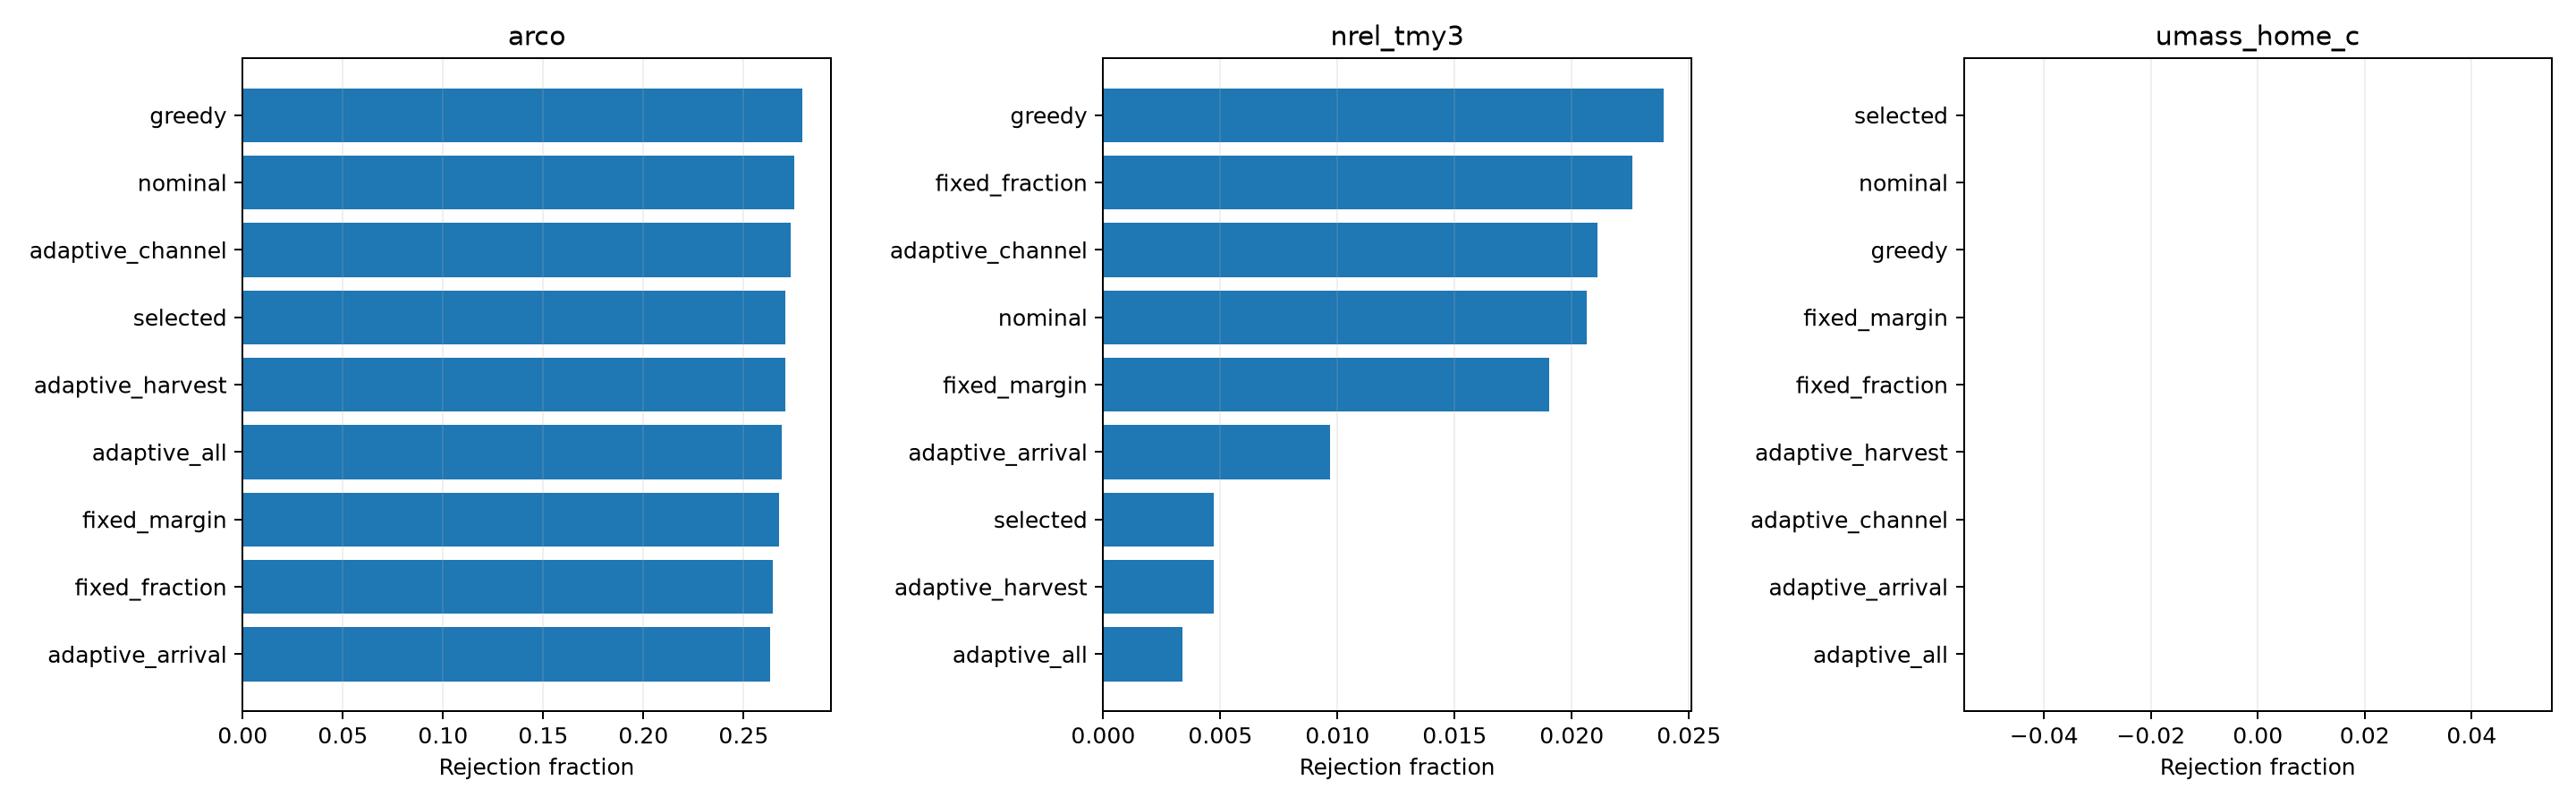 arco
greedy
nominal
adaptive_channel
selected
adaptive_harvest
adaptive_all
fixed_margin
fixed_fraction
adaptive_arrival
0.00 0.05 0.10 0.15 0.20 0.25
Rejection fraction
nrel_tmy3
greedy
fixed_fraction
adaptive_channel
nominal
fixed_margin
adaptive_arrival
selected
adaptive_harvest
adaptive_all
0.000 0.005 0.010 0.015 0.020 0.025
Rejection fraction
umass_home_c
selected
nominal
greedy
fixed_margin
fixed_fraction
adaptive_harvest
adaptive_channel
adaptive_arrival
adaptive_all
−0.04 −0.02 0.00 0.02 0.04
Rejection fraction